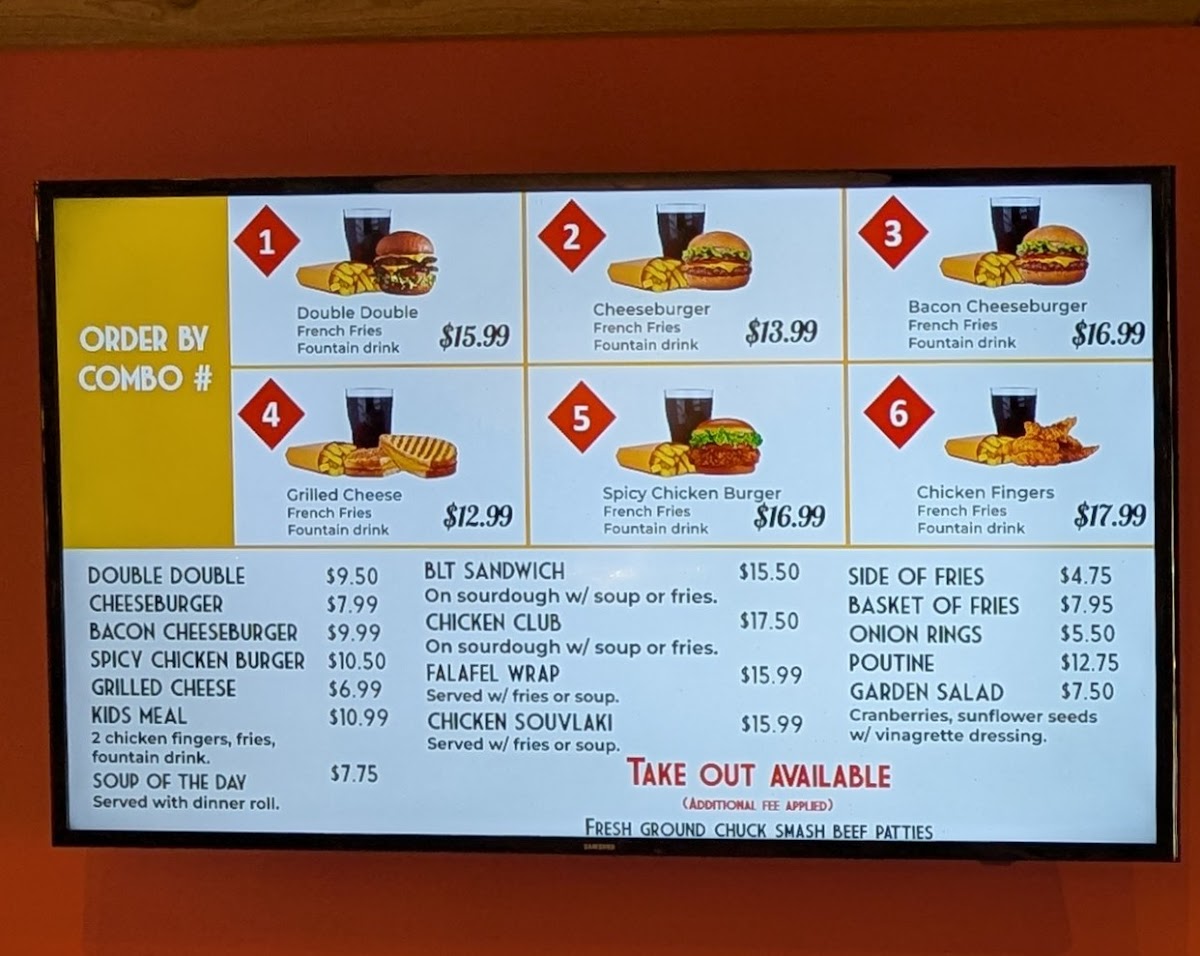 ORDER BY
COMBO #
1
Double Double
French Fries
Fountain drink
$15.99
2
Cheeseburger
French Fries
Fountain drink
$13.99
3
Bacon Cheeseburger
French Fries
Fountain drink
$16.99
4
Grilled Cheese
French Fries
Fountain drink
$12.99
5
Spicy Chicken Burger
French Fries
Fountain drink
$16.99
6
Chicken Fingers
French Fries
Fountain drink
$17.99
DOUBLE DOUBLE $9.50
CHEESEBURGER $7.99
BACON CHEESEBURGER $9.99
SPICY CHICKEN BURGER $10.50
GRILLED CHEESE $6.99
KIDS MEAL $10.99
2 chicken fingers, fries,
fountain drink.
SOUP OF THE DAY $7.75
Served with dinner roll.
BLT SANDWICH $15.50
On sourdough w/ soup or fries.
CHICKEN CLUB $17.50
On sourdough w/ soup or fries.
FALAFEL WRAP $15.99
Served w/ fries or soup.
CHICKEN SOUVLAKI $15.99
Served w/ fries or soup.
SIDE OF FRIES $4.75
BASKET OF FRIES $7.95
ONION RINGS $5.50
POUTINE $12.75
GARDEN SALAD $7.50
Cranberries, sunflower seeds
w/ vinagrette dressing.
TAKE OUT AVAILABLE
(ADDITIONAL FEE APPLIED)
FRESH GROUND CHUCK SMASH BEEF PATTIES
SAMSUNG